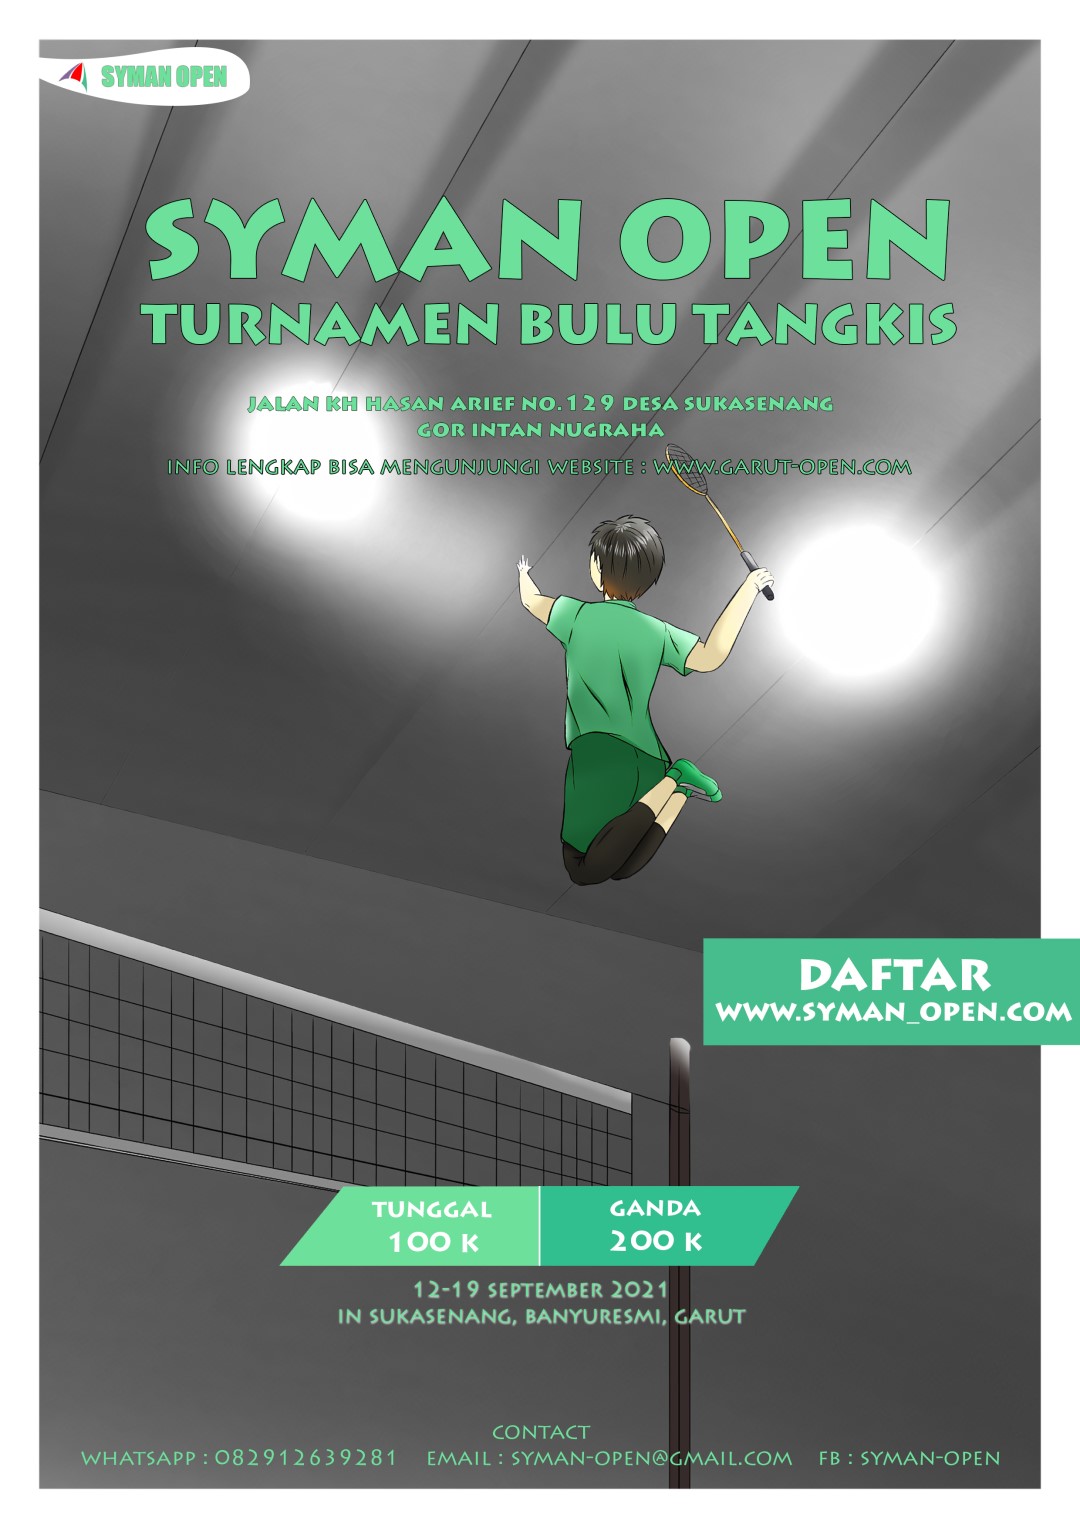 SYMAN OPEN
SYMAN OPEN
TURNAMEN BULU TANGKIS
JALAN KH HASAN ARIEF NO.129 DESA SUKASENANG
GOR INTAN NUGRAHA
INFO LENGKAP BISA MENGUNJUNGI WEBSITE : WWW.GARUT-OPEN.COM
DAFTAR
WWW.SYMAN_OPEN.COM
TUNGGAL
100 K
GANDA
200 K
12-19 SEPTEMBER 2021
IN SUKASENANG, BANYURESMI, GARUT
CONTACT
WHATSAPP : 082912639281 EMAIL : SYMAN-OPEN@GMAIL.COM FB : SYMAN-OPEN